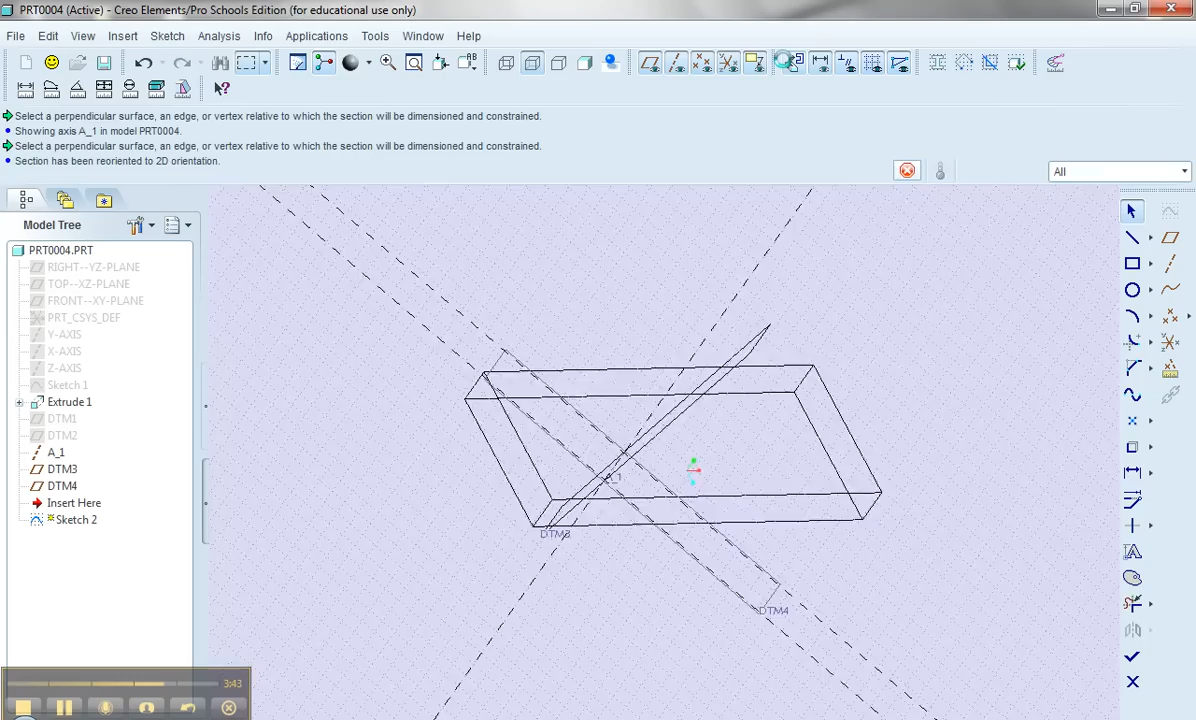 PRT0004 (Active) - Creo Elements/Pro Schools Edition (for educational use only)
File Edit View Insert Sketch Analysis Info Applications Tools Window Help
Select a perpendicular surface, an edge, or vertex relative to which the section will be dimensioned and constrained.
Showing axis A_1 in model PRT0004.
Select a perpendicular surface, an edge, or vertex relative to which the section will be dimensioned and constrained.
Section has been reoriented to 2D orientation.
All
Model Tree
PRT0004.PRT
RIGHT--YZ-PLANE
TOP--XZ-PLANE
FRONT--XY-PLANE
PRT_CSYS_DEF
Y-AXIS
X-AXIS
Z-AXIS
Sketch 1
Extrude 1
DTM1
DTM2
A_1
DTM3
DTM4
Insert Here
Sketch 2
A_1
DTM3
DTM4
3:43